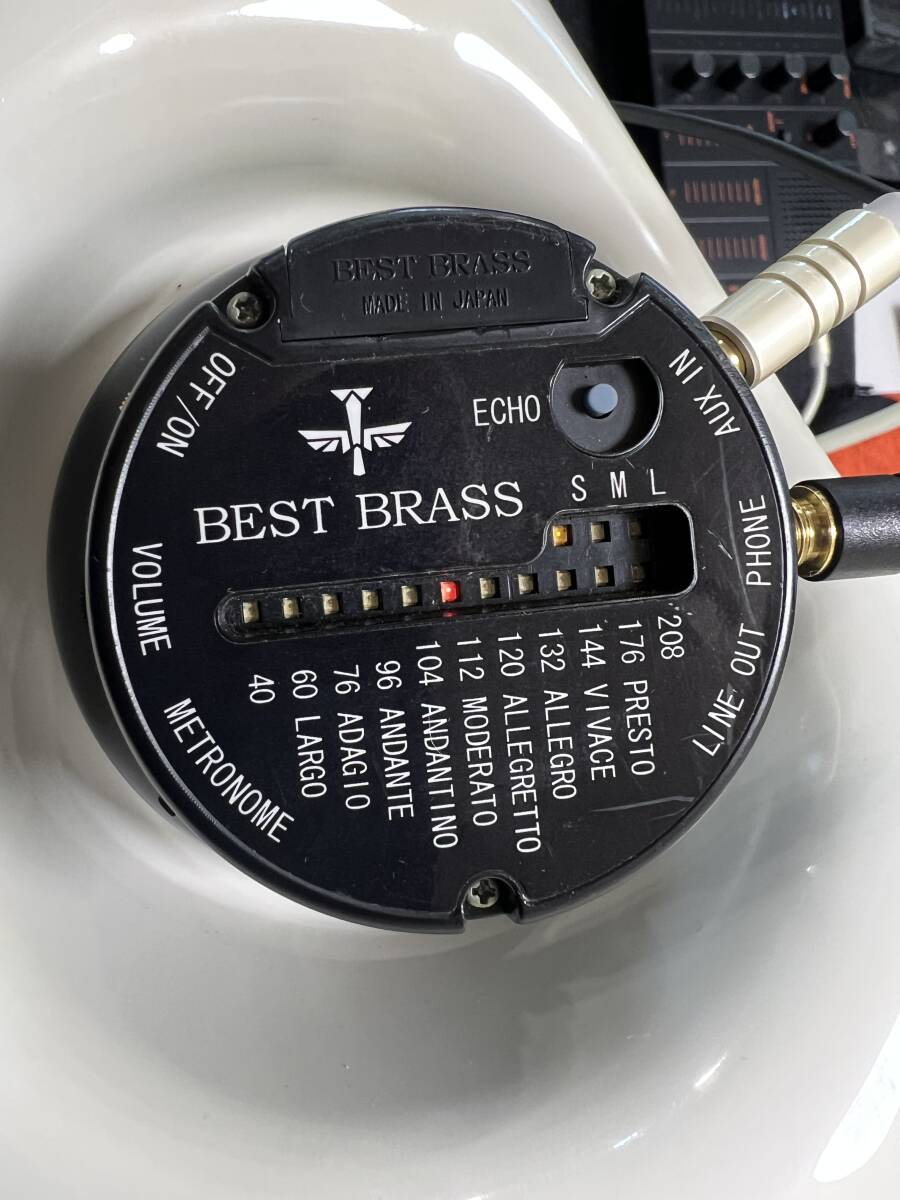 BEST BRASS
MADE IN JAPAN
OFF/ON
ECHO
AUX IN
BEST BRASS
S M L
PHONE
VOLUME
LINE OUT
METRONOME
40
60 LARGO
76 ADAGIO
96 ANDANTE
104 ANDANTINO
112 MODERATO
120 ALLEGRETTO
132 ALLEGRO
144 VIVACE
176 PRESTO
208